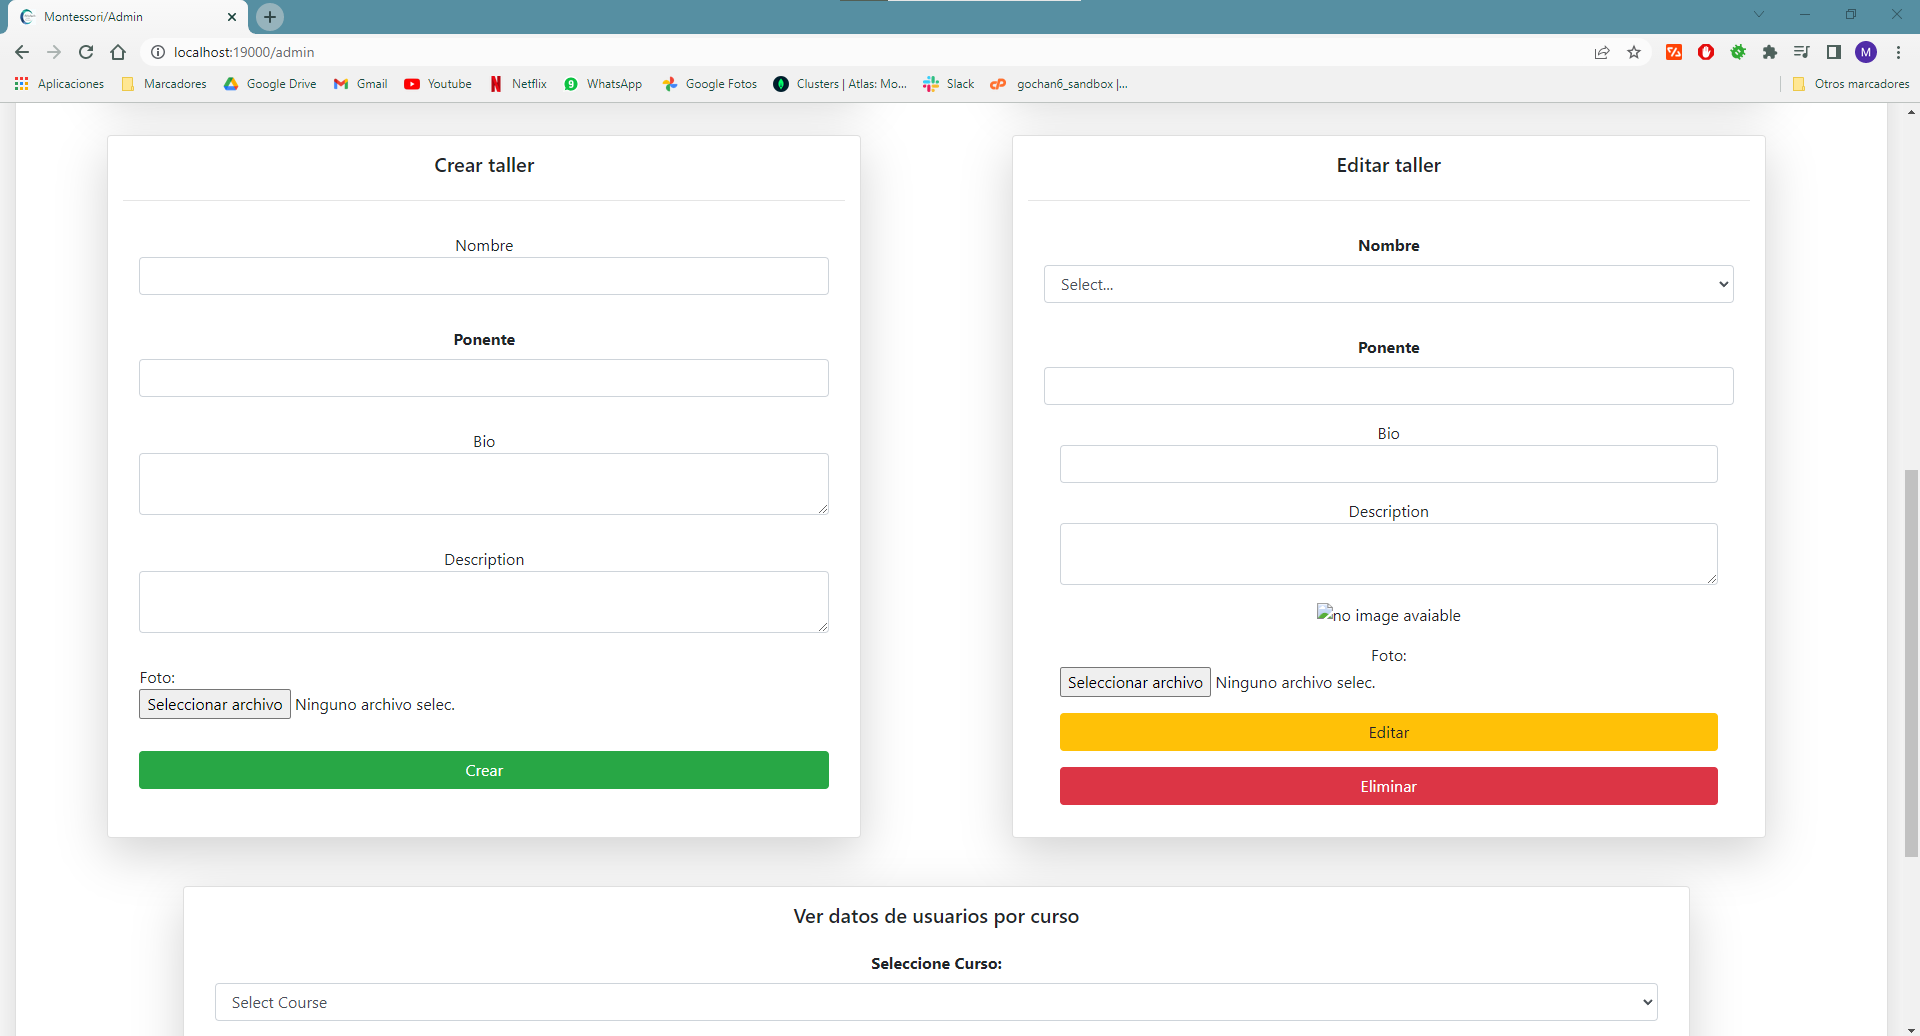 Montessori/Admin
localhost:19000/admin
M
Aplicaciones
Marcadores
Google Drive
Gmail
Youtube
Netflix
WhatsApp
Google Fotos
Clusters | Atlas: Mo...
Slack
gochan6_sandbox |...
Otros marcadores
Crear taller
Nombre
Ponente
Bio
Description
Foto:
Seleccionar archivo Ninguno archivo selec.
Crear
Editar taller
Nombre
Select...
Ponente
Bio
Description
no image avaiable
Foto:
Seleccionar archivo Ninguno archivo selec.
Editar
Eliminar
Ver datos de usuarios por curso
Seleccione Curso:
Select Course